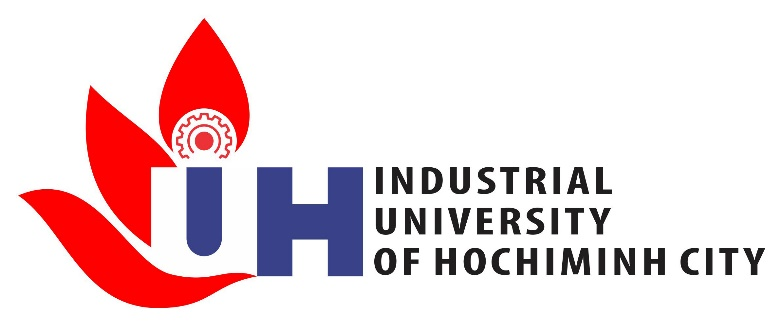 IUH
INDUSTRIAL
UNIVERSITY
OF HOCHIMINH CITY